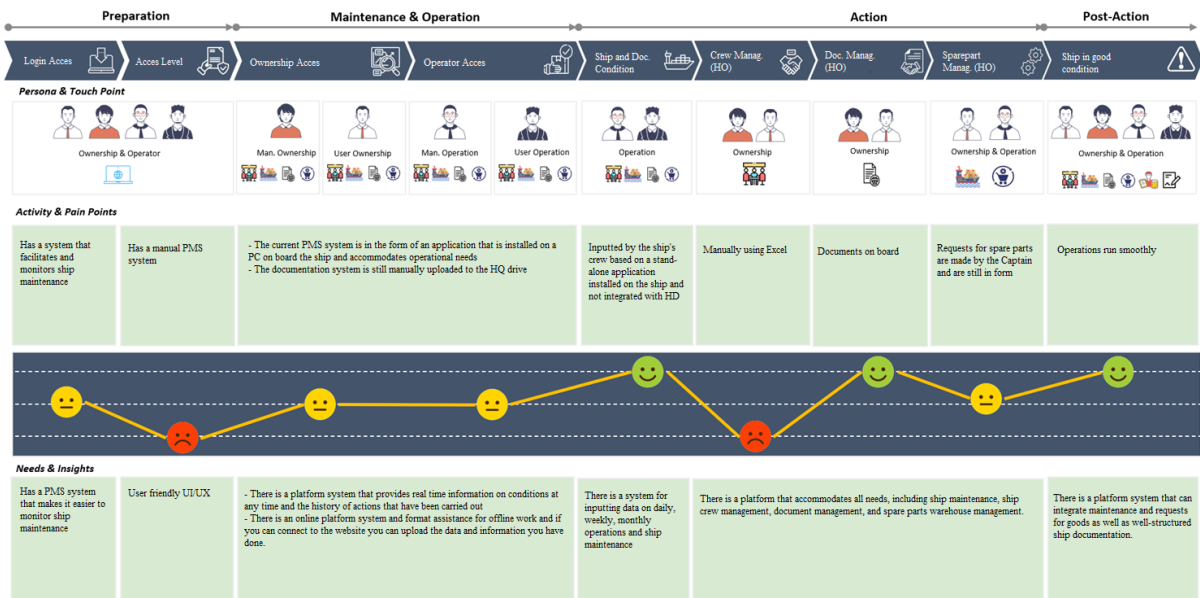 Preparation
Maintenance & Operation
Action
Post-Action
Login Acces
Acces Level
Ownership Acces
Operator Acces
Ship and Doc.
Condition
Crew Manag.
(HO)
Doc. Manag.
(HO)
Sparepart
Manag. (HO)
Ship in good
condition
Persona & Touch Point
Ownership & Operator
Man. Ownership
User Ownership
Man. Operation
User Operation
Operation
Ownership
Ownership
Ownership & Operation
Ownership & Operation
Activity & Pain Points
Has a system that
facilitates and
monitors ship
maintenance
Has a manual PMS
system
- The current PMS system is in the form of an application that is installed on a
PC on board the ship and accommodates operational needs
- The documentation system is still manually uploaded to the HQ drive
Inputted by the ship's
crew based on a stand-
alone application
installed on the ship and
not integrated with HD
Manually using Excel
Documents on board
Requests for spare parts
are made by the Captain
and are still in form
Operations run smoothly
Needs & Insights
Has a PMS system
that makes it easier to
monitor ship
maintenance
User friendly UI/UX
- There is a platform system that provides real time information on conditions at
any time and the history of actions that have been carried out
- There is an online platform system and format assistance for offline work and if
you can connect to the website you can upload the data and information you have
done.
There is a system for
inputting data on daily,
weekly, monthly
operations and ship
maintenance
There is a platform that accommodates all needs, including ship maintenance, ship
crew management, document management, and spare parts warehouse management.
There is a platform system that can
integrate maintenance and requests
for goods as well as well-structured
ship documentation.